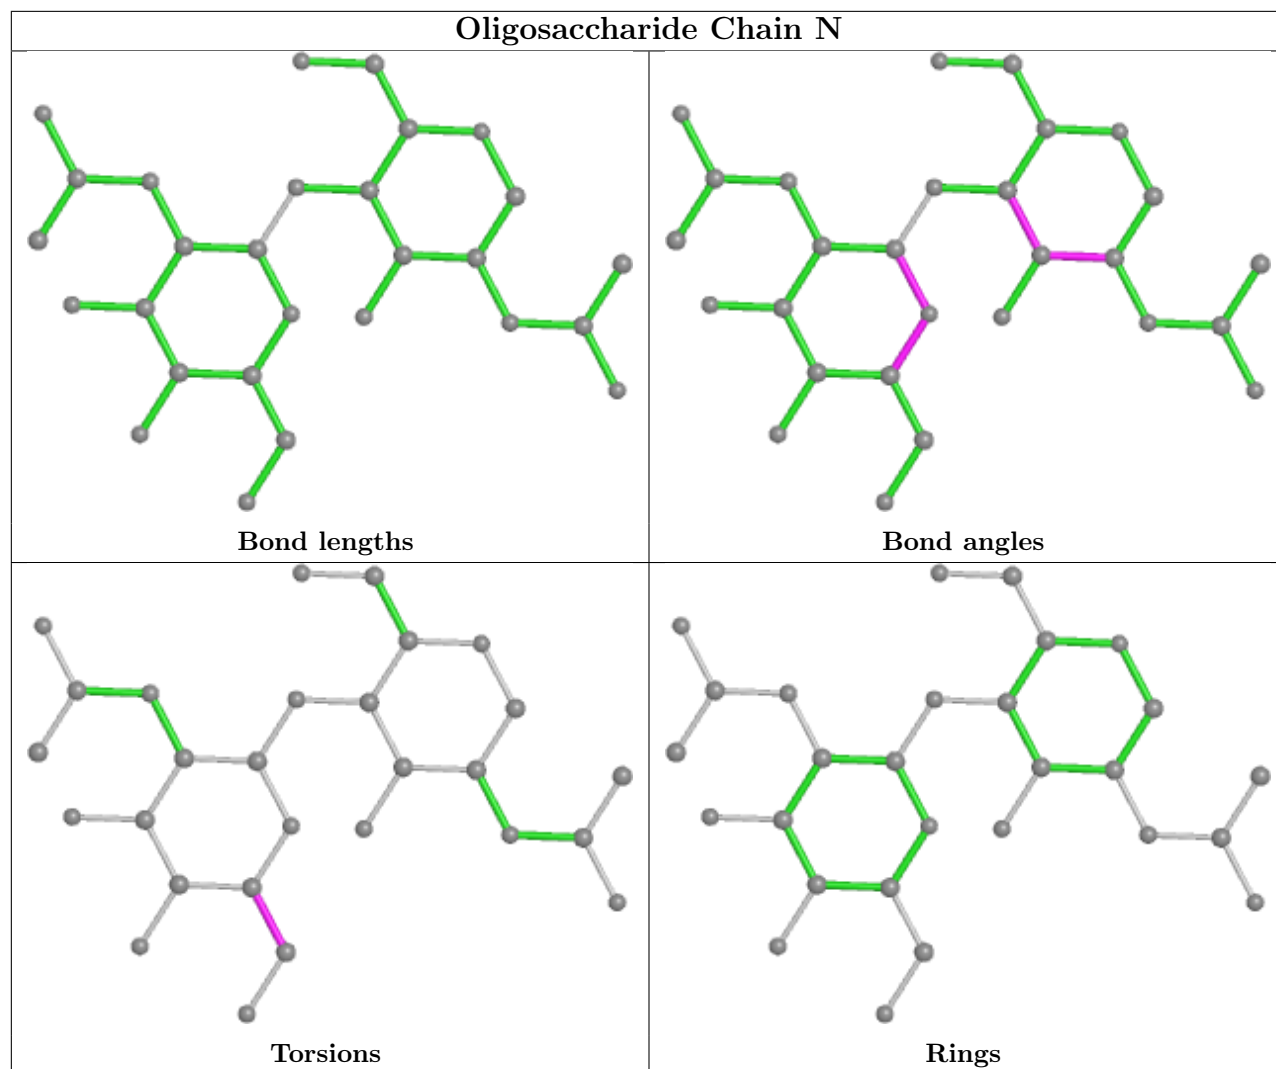 Oligosaccharide Chain N
Bond lengths
Bond angles
Torsions
Rings